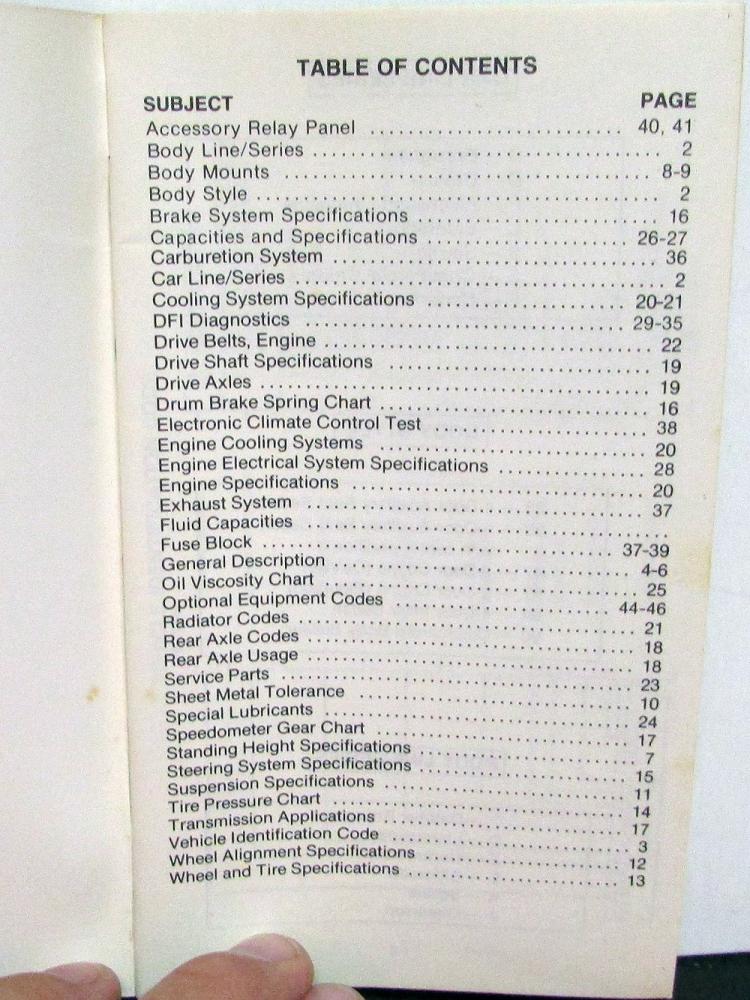 TABLE OF CONTENTS
SUBJECT PAGE
Accessory Relay Panel ........................ 40, 41
Body Line/Series ........................ 2
Body Mounts ........................ 8-9
Body Style ........................ 2
Brake System Specifications ........................ 16
Capacities and Specifications ........................ 26-27
Carburetion System ........................ 36
Car Line/Series ........................ 2
Cooling System Specifications ........................ 20-21
DFI Diagnostics ........................ 29-35
Drive Belts, Engine ........................ 22
Drive Shaft Specifications ........................ 19
Drive Axles ........................ 19
Drum Brake Spring Chart ........................ 16
Electronic Climate Control Test ........................ 38
Engine Cooling Systems ........................ 20
Engine Electrical System Specifications ........................ 28
Engine Specifications ........................ 20
Exhaust System ........................ 37
Fluid Capacities ........................
Fuse Block ........................ 37-39
General Description ........................ 4-6
Oil Viscosity Chart ........................ 25
Optional Equipment Codes ........................ 44-46
Radiator Codes ........................ 21
Rear Axle Codes ........................ 18
Rear Axle Usage ........................ 18
Service Parts ........................ 23
Sheet Metal Tolerance ........................ 10
Special Lubricants ........................ 24
Speedometer Gear Chart ........................ 17
Standing Height Specifications ........................ 7
Steering System Specifications ........................ 15
Suspension Specifications ........................ 11
Tire Pressure Chart ........................ 14
Transmission Applications ........................ 17
Vehicle Identification Code ........................ 3
Wheel Alignment Specifications ........................ 12
Wheel and Tire Specifications ........................ 13